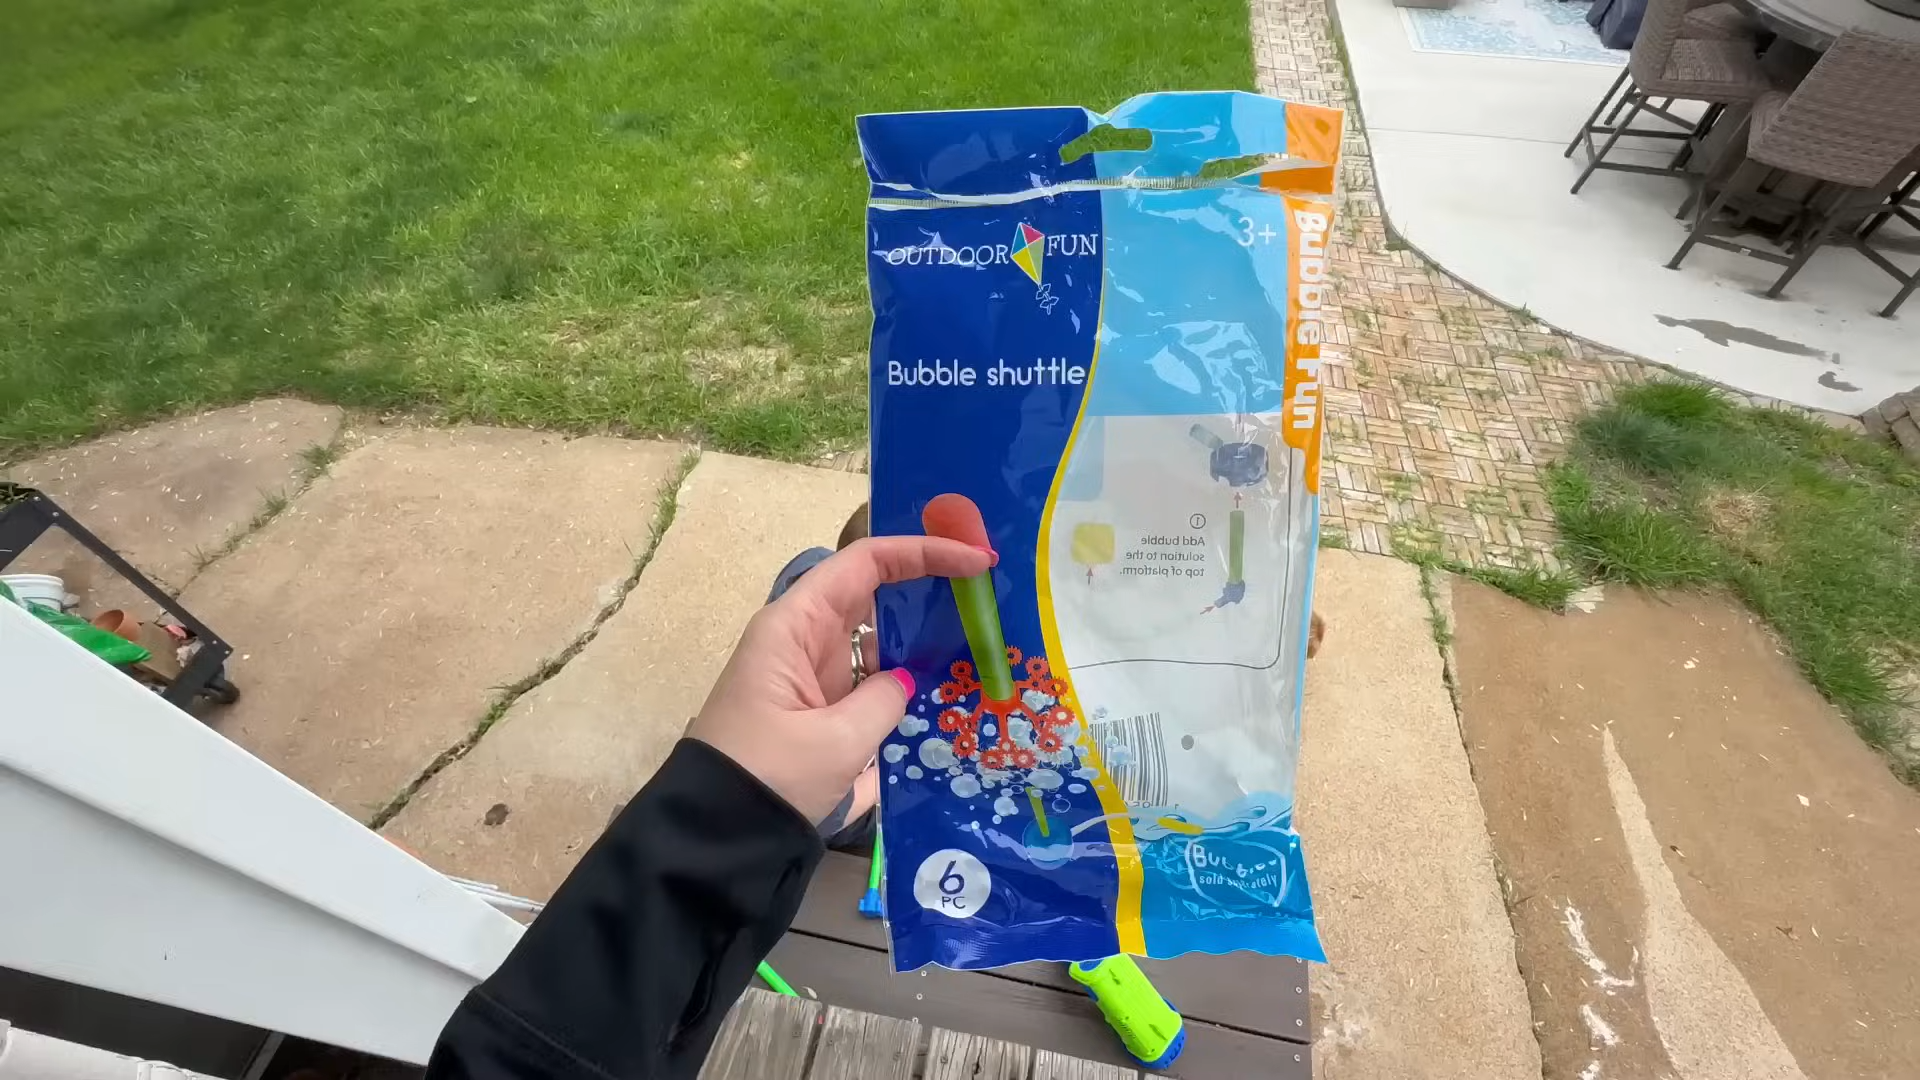 OUTDOOR FUN
3+
Bubble Fun
Bubble shuttle
1
Add bubble
solution to the
top of platform.
6
PC
sold separately